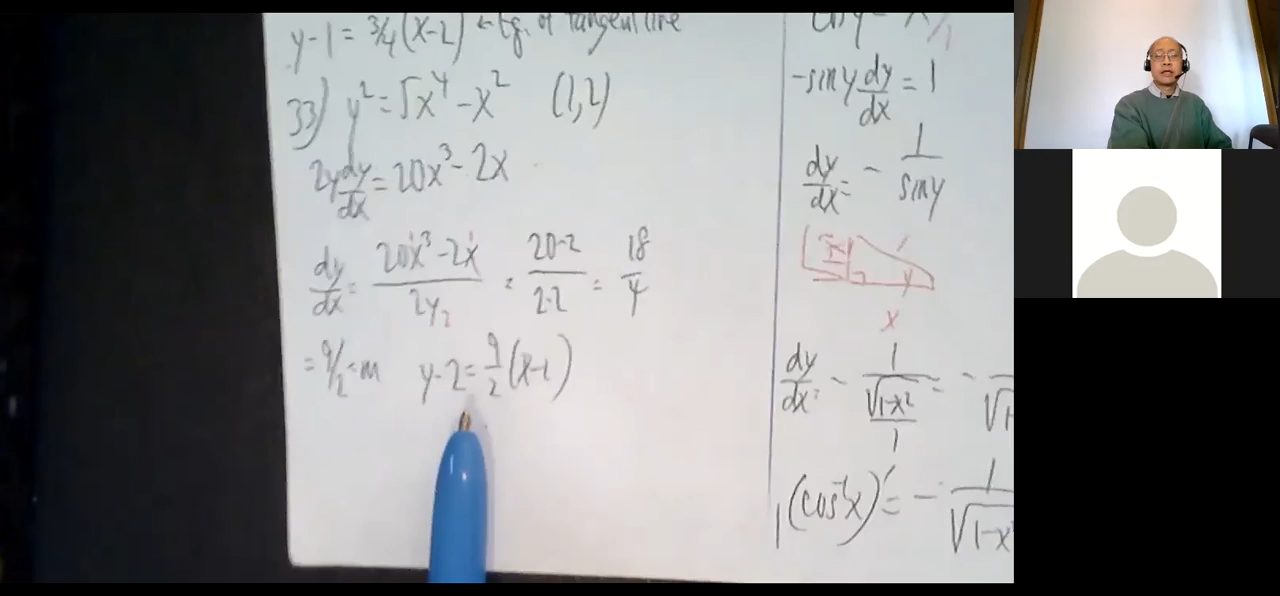 y-1 = 3/4 (x-2) ← Eq. of tangent line
33) y² = 5x⁴ - x² (1,2)
2y dy/dx = 20x³ - 2x
dy/dx = 20x³ - 2x / 2y = 20-2 / 2·2 = 18/4
= 9/2 = m y-2 = 9/2 (x-1)
-sin y dy/dx = 1
dy/dx = - 1/sin y
y
x
dy/dx = - 1/(√1-x²/1) = -
(cos⁻¹x)' = - 1/√1-x²